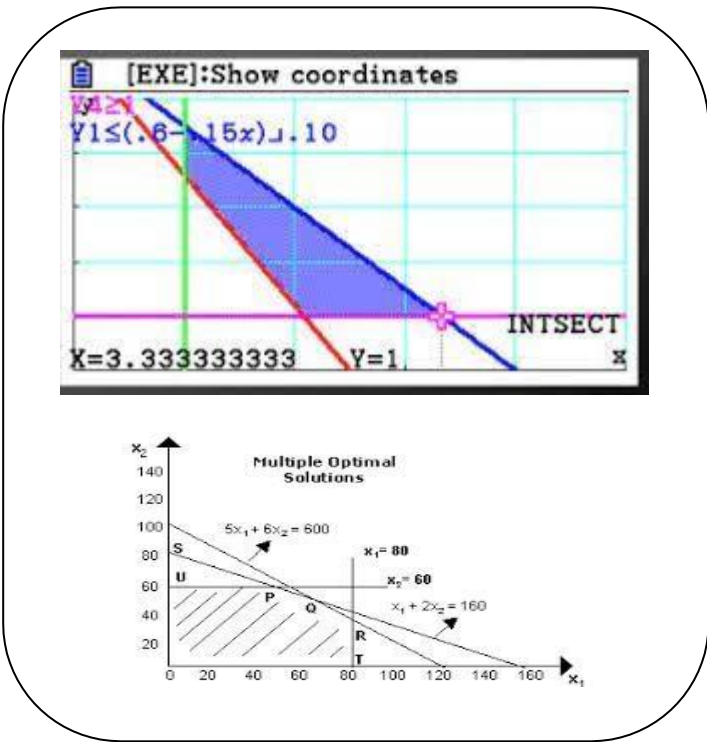 [EXE]:Show coordinates
Y1≤(.6-.15x)⌟.10
INTSECT
X=3.333333333 Y=1
x
x₂
Multiple Optimal
Solutions
140
120
100
5x₁ + 6x₂ = 600
80
S
x₁= 80
U
60
P
x₂= 60
Q
x₁ + 2x₂ = 160
40
R
20
T
0 20 40 60 80 100 120 140 160 x₁